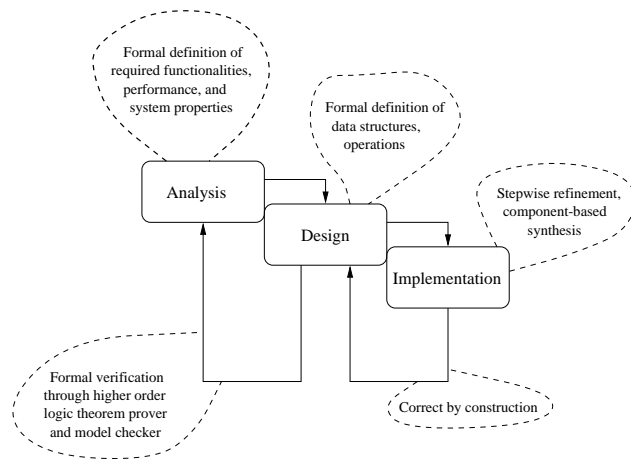 Formal definition of
required functionalities,
performance, and
system properties
Formal definition of
data structures,
operations
Analysis
Stepwise refinement,
component-based
synthesis
Design
Implementation
Formal verification
through higher order
logic theorem prover
and model checker
Correct by construction